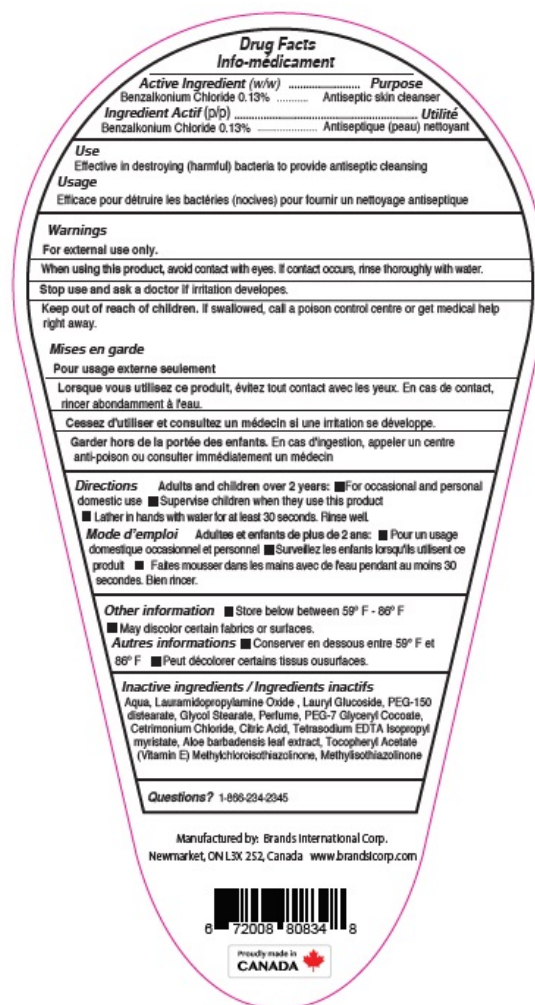 Drug Facts
Info-médicament
Active Ingredient (w/w) ........................ Purpose
Benzalkonium Chloride 0.13% ........... Antiseptic skin cleanser
Ingredient Actif (p/p) Utilité
Benzalkonium Chloride 0.13% ..................... Antiseptique (peau) nettoyant
Use
Effective in destroying (harmful) bacteria to provide antiseptic cleansing
Usage
Efficace pour détruire les bactéries (nocives) pour fournir un nettoyage antiseptique
Warnings
For external use only.
When using this product, avoid contact with eyes. If contact occurs, rinse thoroughly with water.
Stop use and ask a doctor if irritation developes.
Keep out of reach of children. If swallowed, call a poison control centre or get medical help
right away.
Mises en garde
Pour usage externe seulement
Lorsque vous utilisez ce produit, évitez tout contact avec les yeux. En cas de contact,
rincer abondamment à l'eau.
Cessez d'utiliser et consultez un médecin si une irritation se développe.
Garder hors de la portée des enfants. En cas d'ingestion, appeler un centre
anti-poison ou consulter immédiatement un médecin
Directions Adults and children over 2 years: ■For occasional and personal
domestic use ■Supervise children when they use this product
■ Lather in hands with water for at least 30 seconds. Rinse well.
Mode d'emploi Adultes et enfants de plus de 2 ans: ■ Pour un usage
domestique occasionnel et personnel ■Surveillez les enfants lorsqu'ils utilisent ce
produit ■ Faites mousser dans les mains avec de l'eau pendant au moins 30
secondes. Bien rincer.
Other information ■ Store below between 59º F - 86º F
■ May discolor certain fabrics or surfaces.
Autres informations ■ Conserver en dessous entre 59º F et
86º F ■Peut décolorer certains tissus ousurfaces.
Inactive ingredients / Ingredients inactifs
Aqua, Lauramidopropylamine Oxide , Lauryl Glucoside, PEG-150
distearate, Glycol Stearate, Perfume, PEG-7 Glyceryl Cocoate,
Cetrimonium Chloride, Citric Acid, Tetrasodium EDTA Isopropyl
myristate, Aloe barbadensis leaf extract, Tocopheryl Acetate
(Vitamin E) Methylchloroisothiazolinone, Methylisothiazolinone
Questions? 1-866-234-2345
Manufactured by: Brands International Corp.
Newmarket, ON L3X 2S2, Canada www.brandsicorp.com
6 72008 80834 8
Proudly made in
CANADA